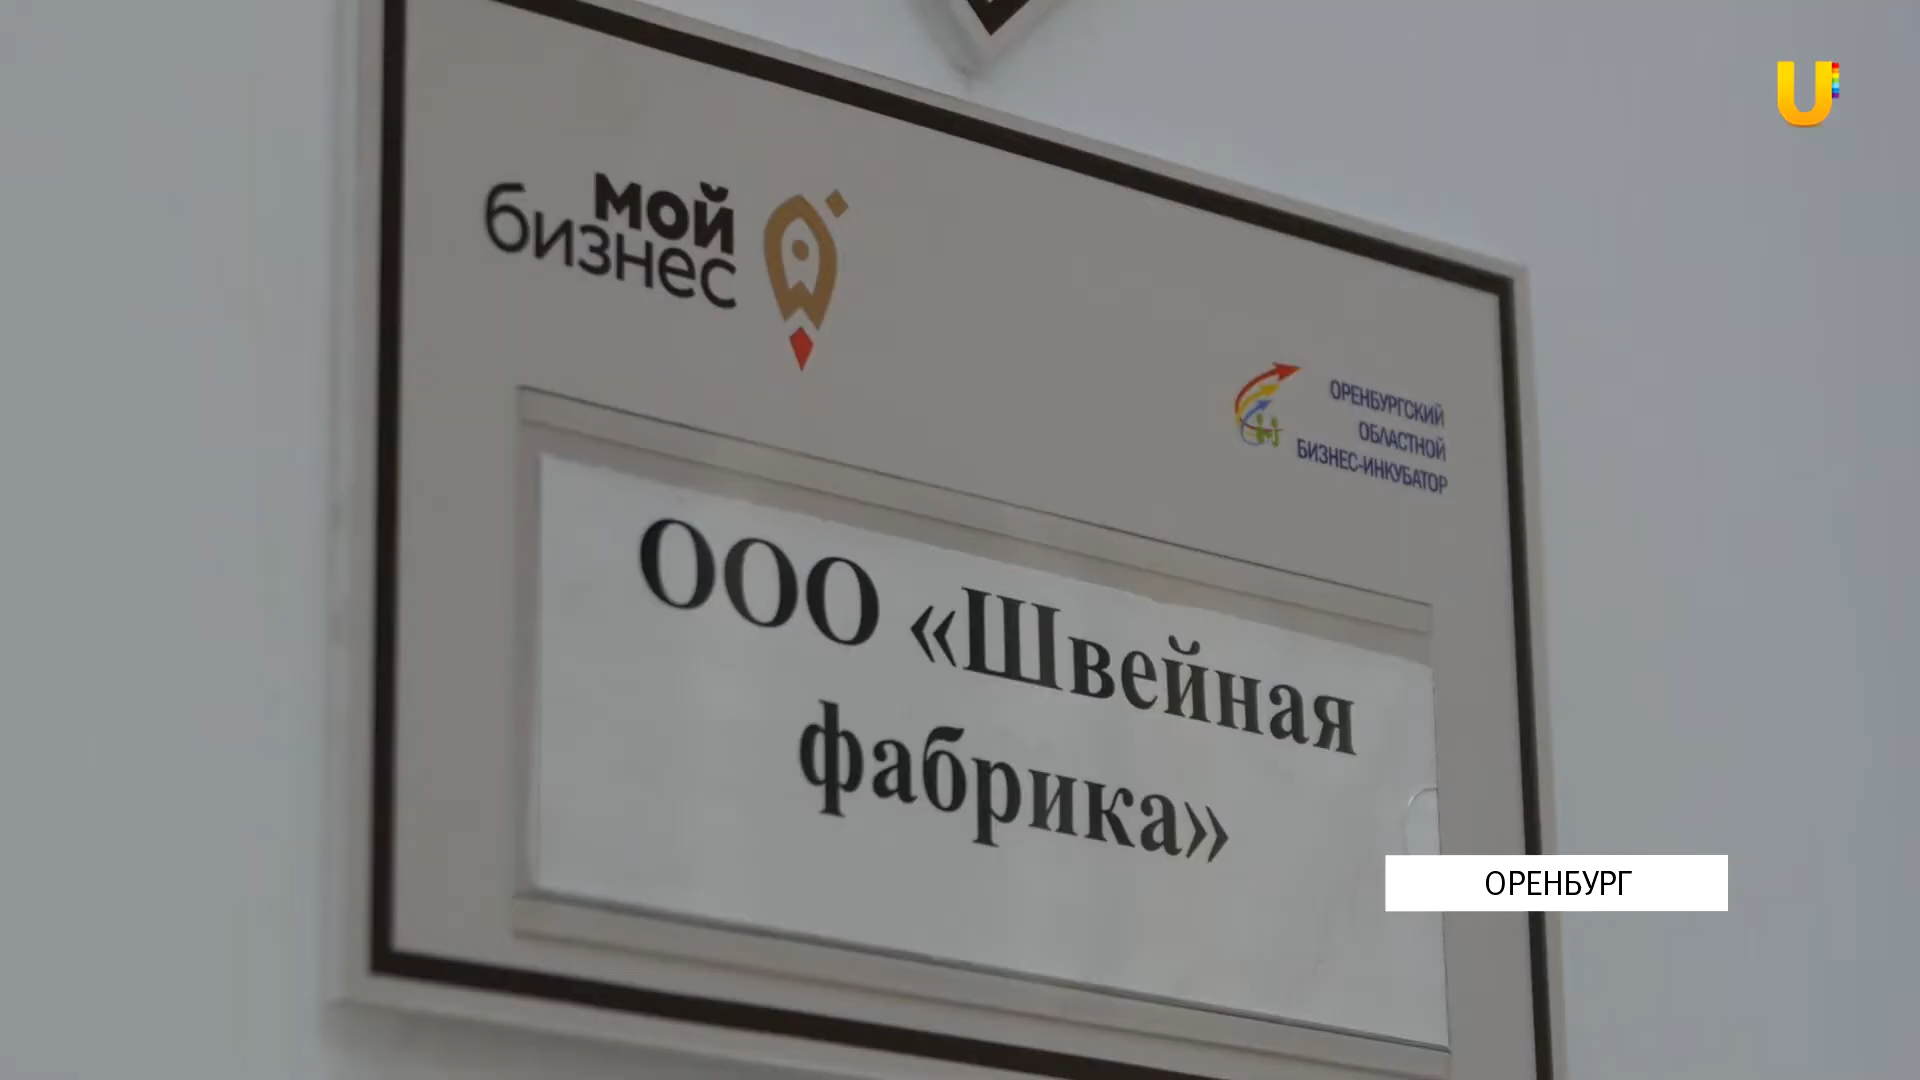 U
мой
бизнес
ОРЕНБУРГСКИЙ
ОБЛАСТНОЙ
БИЗНЕС-ИНКУБАТОР
ООО «Швейная
фабрика»
ОРЕНБУРГ